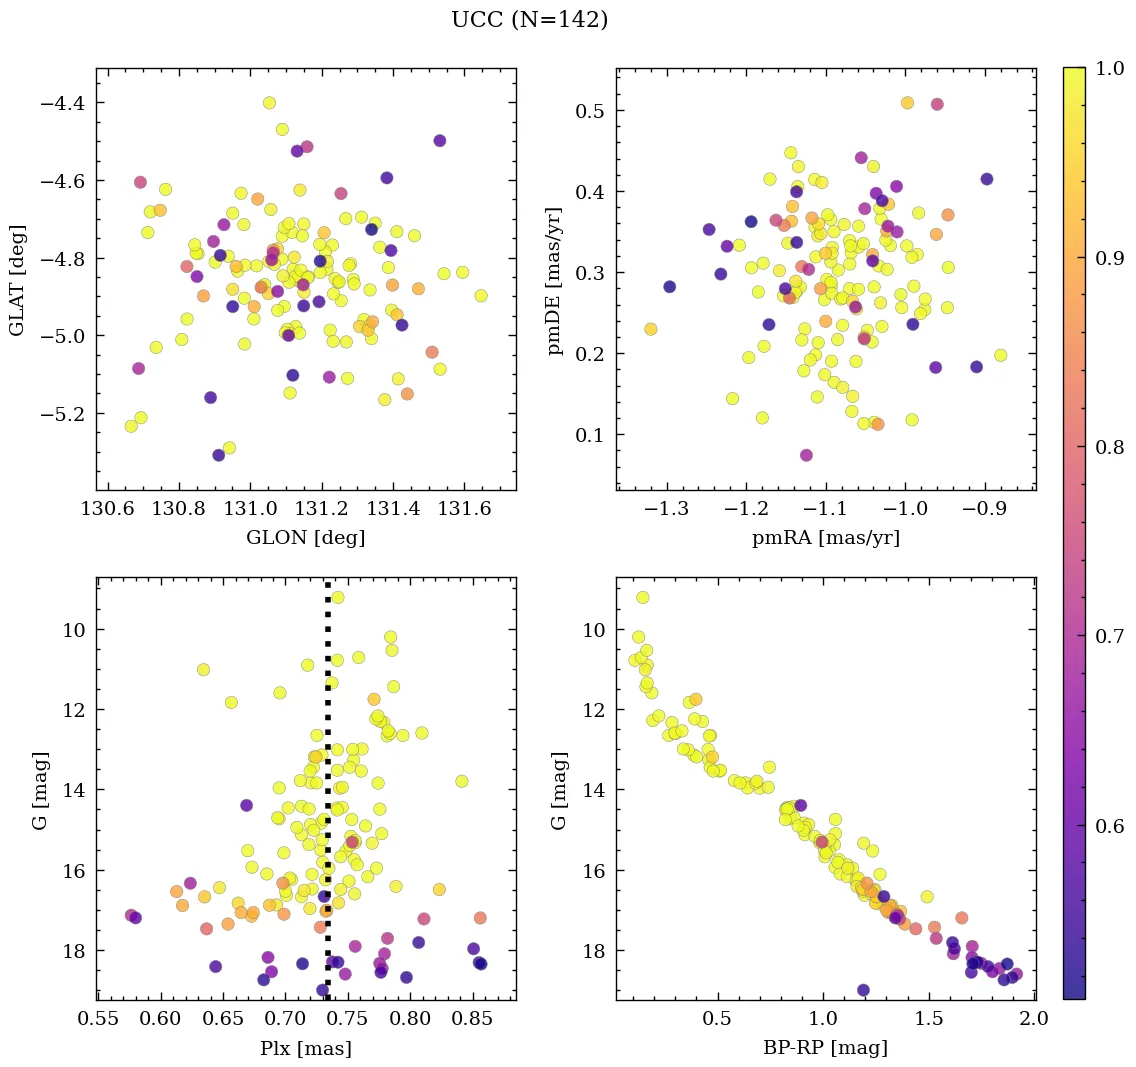 UCC (N=142)
−4.4
−4.6
−4.8
−5.0
−5.2
GLAT [deg]
130.6 130.8 131.0 131.2 131.4 131.6
GLON [deg]
0.5
0.4
0.3
0.2
0.1
pmDE [mas/yr]
−1.3 −1.2 −1.1 −1.0 −0.9
pmRA [mas/yr]
10
12
14
16
18
G [mag]
0.55 0.60 0.65 0.70 0.75 0.80 0.85
Plx [mas]
10
12
14
16
18
G [mag]
0.5 1.0 1.5 2.0
BP-RP [mag]
1.0
0.9
0.8
0.7
0.6